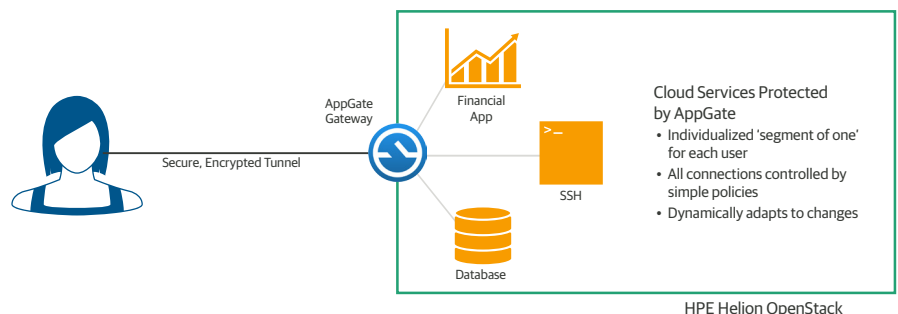 AppGate
Gateway
Secure, Encrypted Tunnel
Financial
App
>_
SSH
Database
Cloud Services Protected
by AppGate
• Individualized ‘segment of one’
for each user
• All connections controlled by
simple policies
• Dynamically adapts to changes
HPE Helion OpenStack